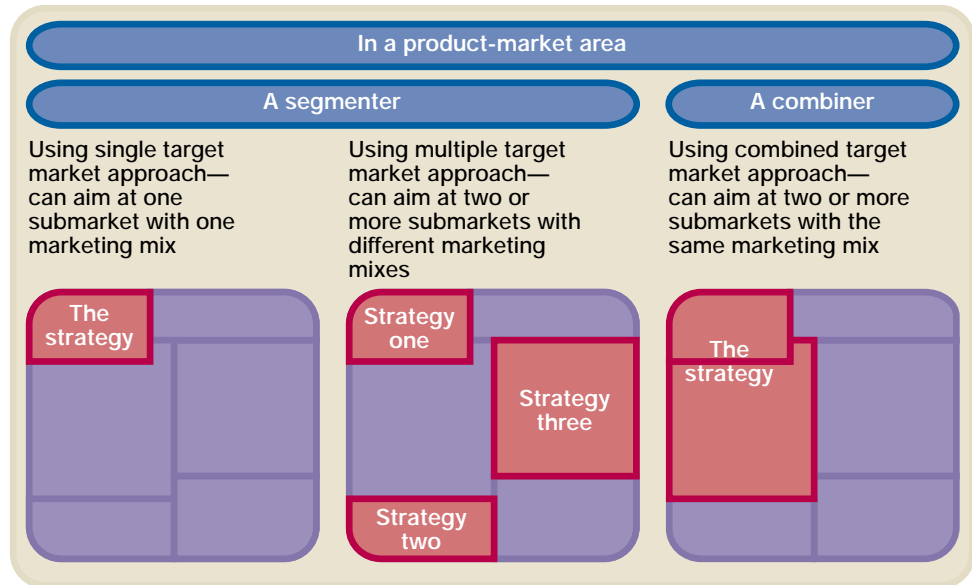 In a product-market area
A segmenter
A combiner
Using single target
market approach—
can aim at one
submarket with one
marketing mix
Using multiple target
market approach—
can aim at two or
more submarkets with
different marketing
mixes
Using combined target
market approach—
can aim at two or more
submarkets with the
same marketing mix
The
strategy
Strategy
one
Strategy
three
Strategy
two
The
strategy